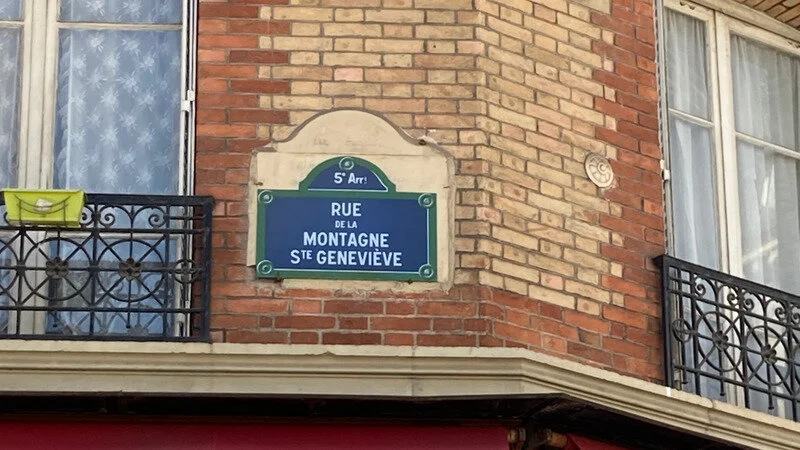 5e Arrt
RUE
DE LA
MONTAGNE
STE GENEVIÈVE